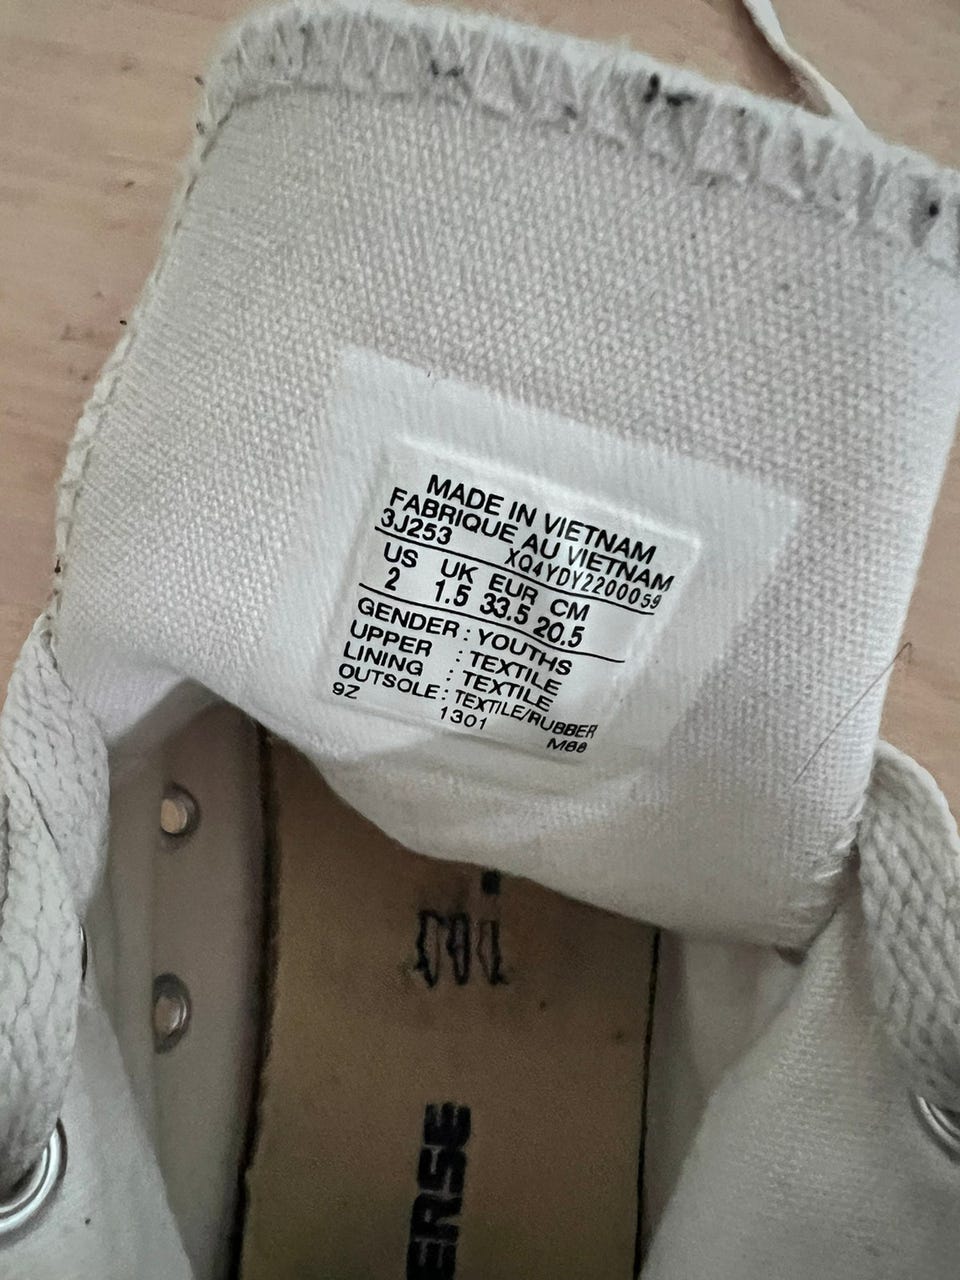 MADE IN VIETNAM
FABRIQUE AU VIETNAM
3J253 XQ4YDY2200059
US UK EUR CM
2 1.5 33.5 20.5
GENDER : YOUTHS
UPPER : TEXTILE
LINING : TEXTILE
OUTSOLE : TEXTILE/RUBBER
9Z 1301 M88
ERSE